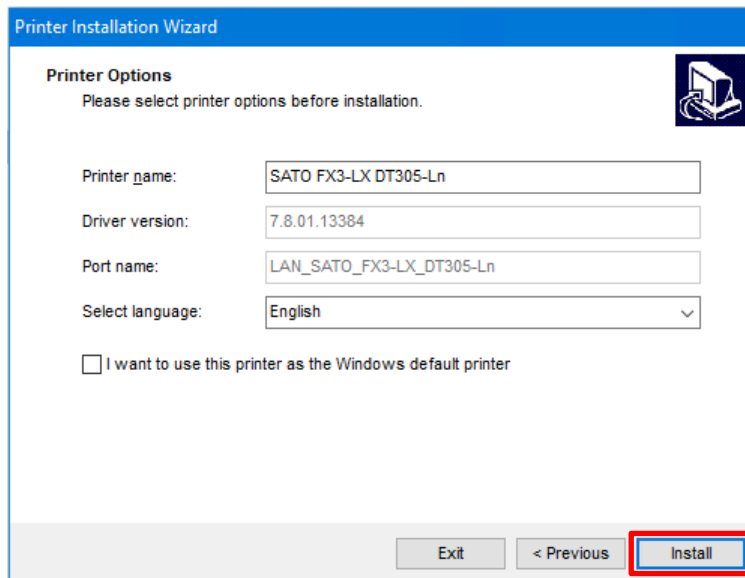 Printer Installation Wizard
Printer Options
Please select printer options before installation.
Printer name: SATO FX3-LX DT305-Ln
Driver version: 7.8.01.13384
Port name: LAN_SATO_FX3-LX_DT305-Ln
Select language: English
I want to use this printer as the Windows default printer
Exit < Previous Install